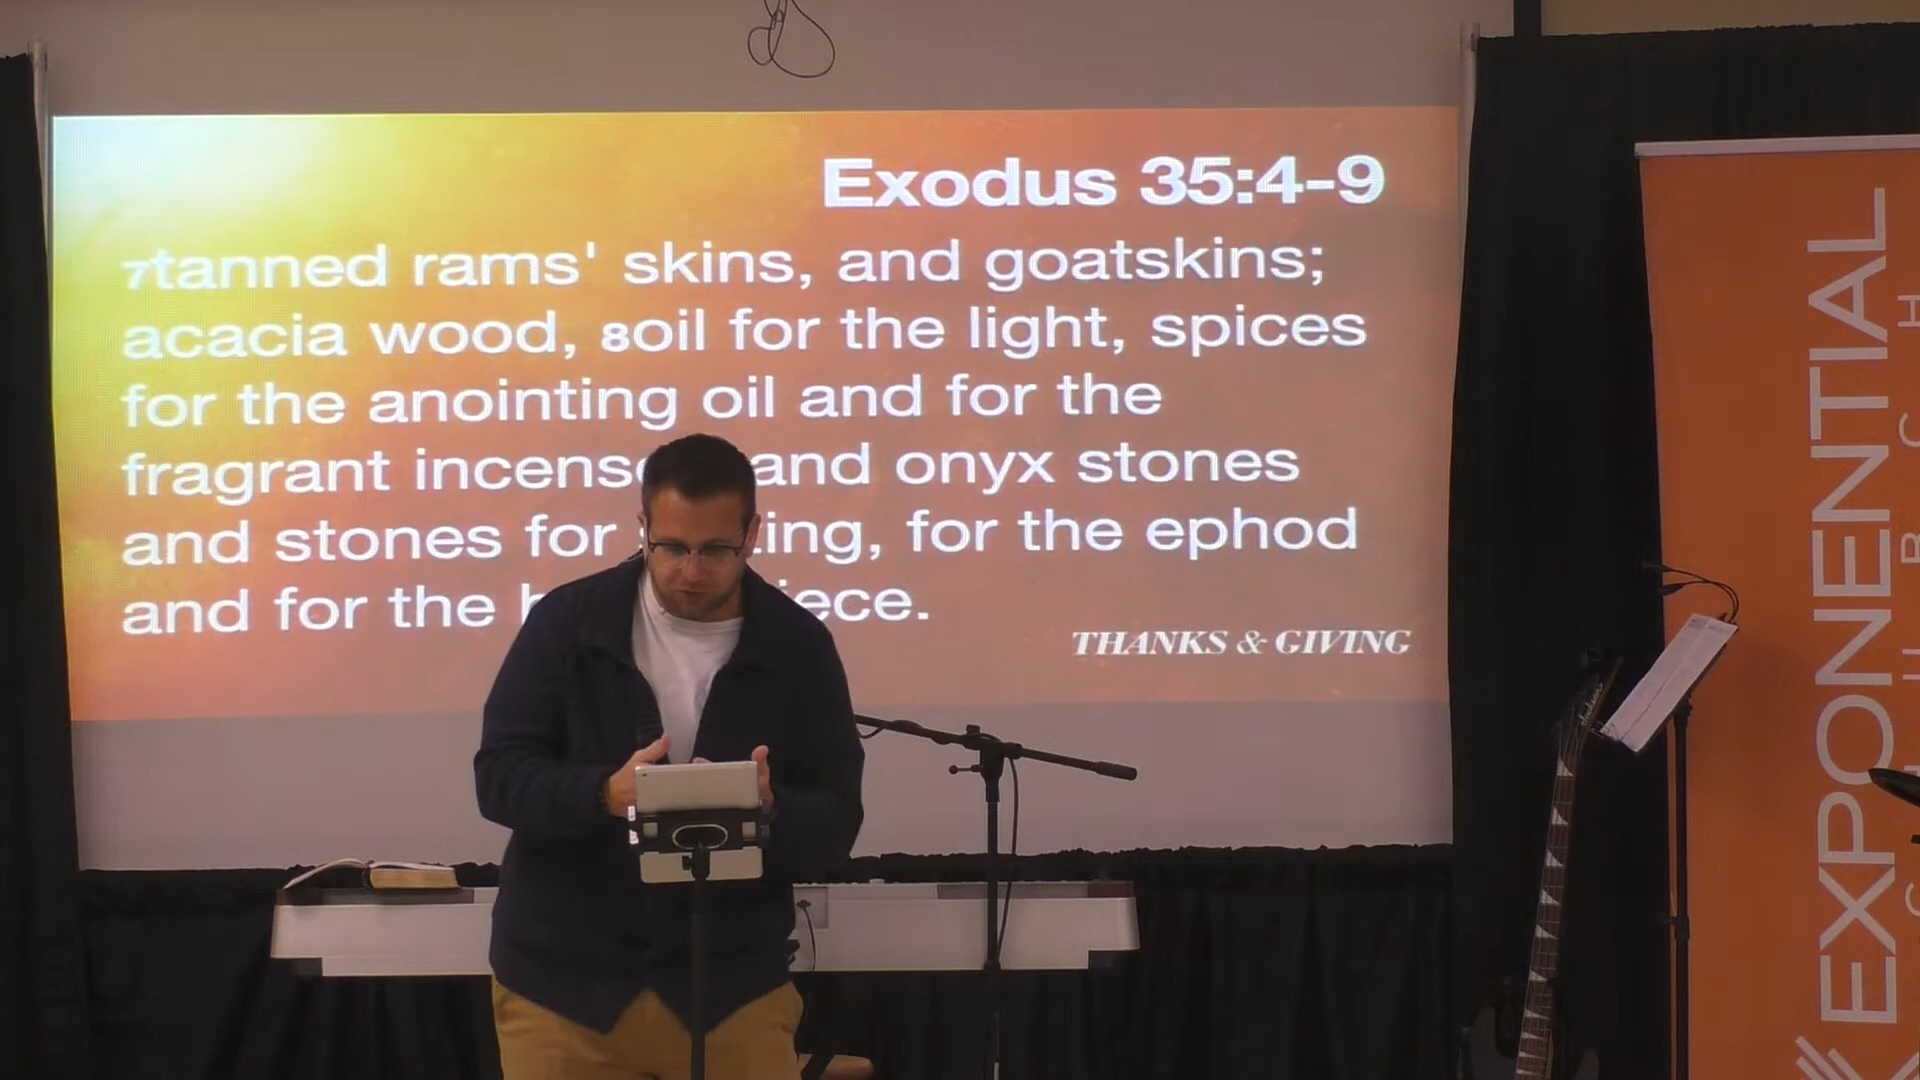 Exodus 35:4-9
7tanned rams' skins, and goatskins;
acacia wood, 8oil for the light, spices
for the anointing oil and for the
fragrant and onyx stones
and stones for for the ephod
and for the
THANKS & GIVING
EXPONENTIAL
CHURCH
Jackson